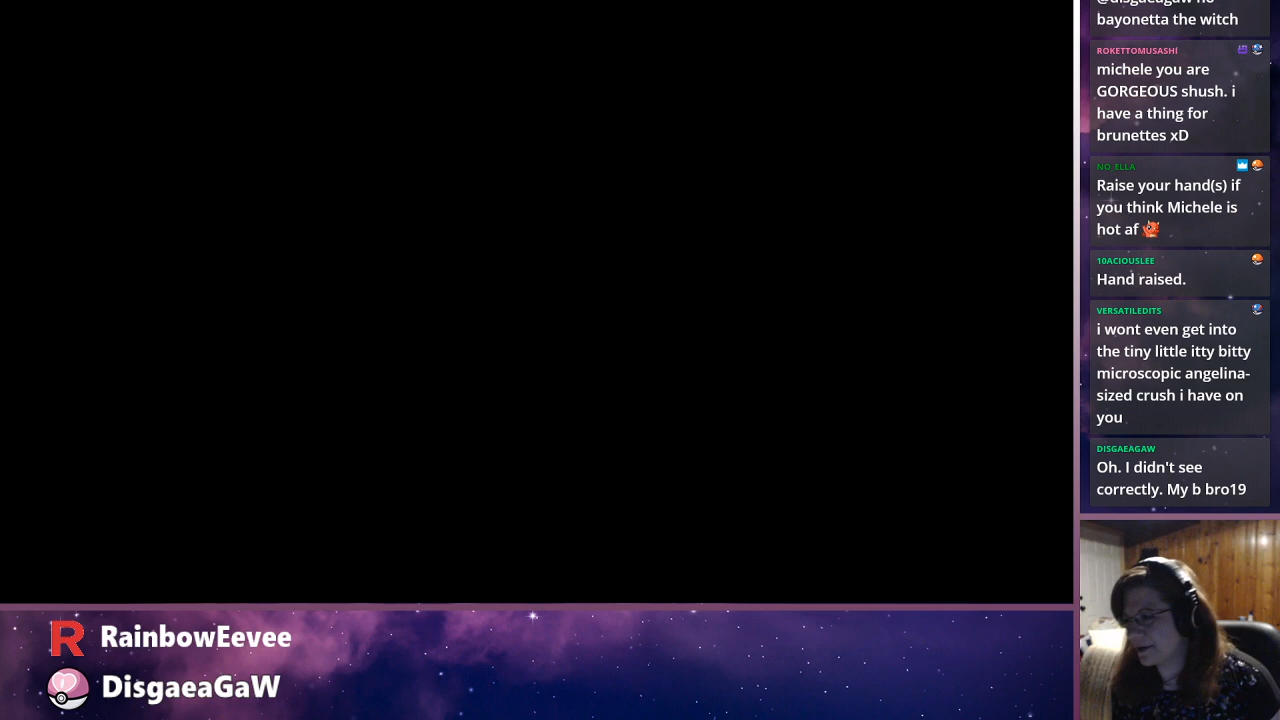 bayonetta the witch
ROKETTOMUSASHI
michele you are
GORGEOUS shush. i
have a thing for
brunettes xD
NO_ELLA
Raise your hand(s) if
you think Michele is
hot af
10ACIOUSLEE
Hand raised.
VERSATILEDITS
i wont even get into
the tiny little itty bitty
microscopic angelina-
sized crush i have on
you
DISGAEAGAW
Oh. I didn't see
correctly. My b bro19
R RainbowEevee
DisgaeaGaW